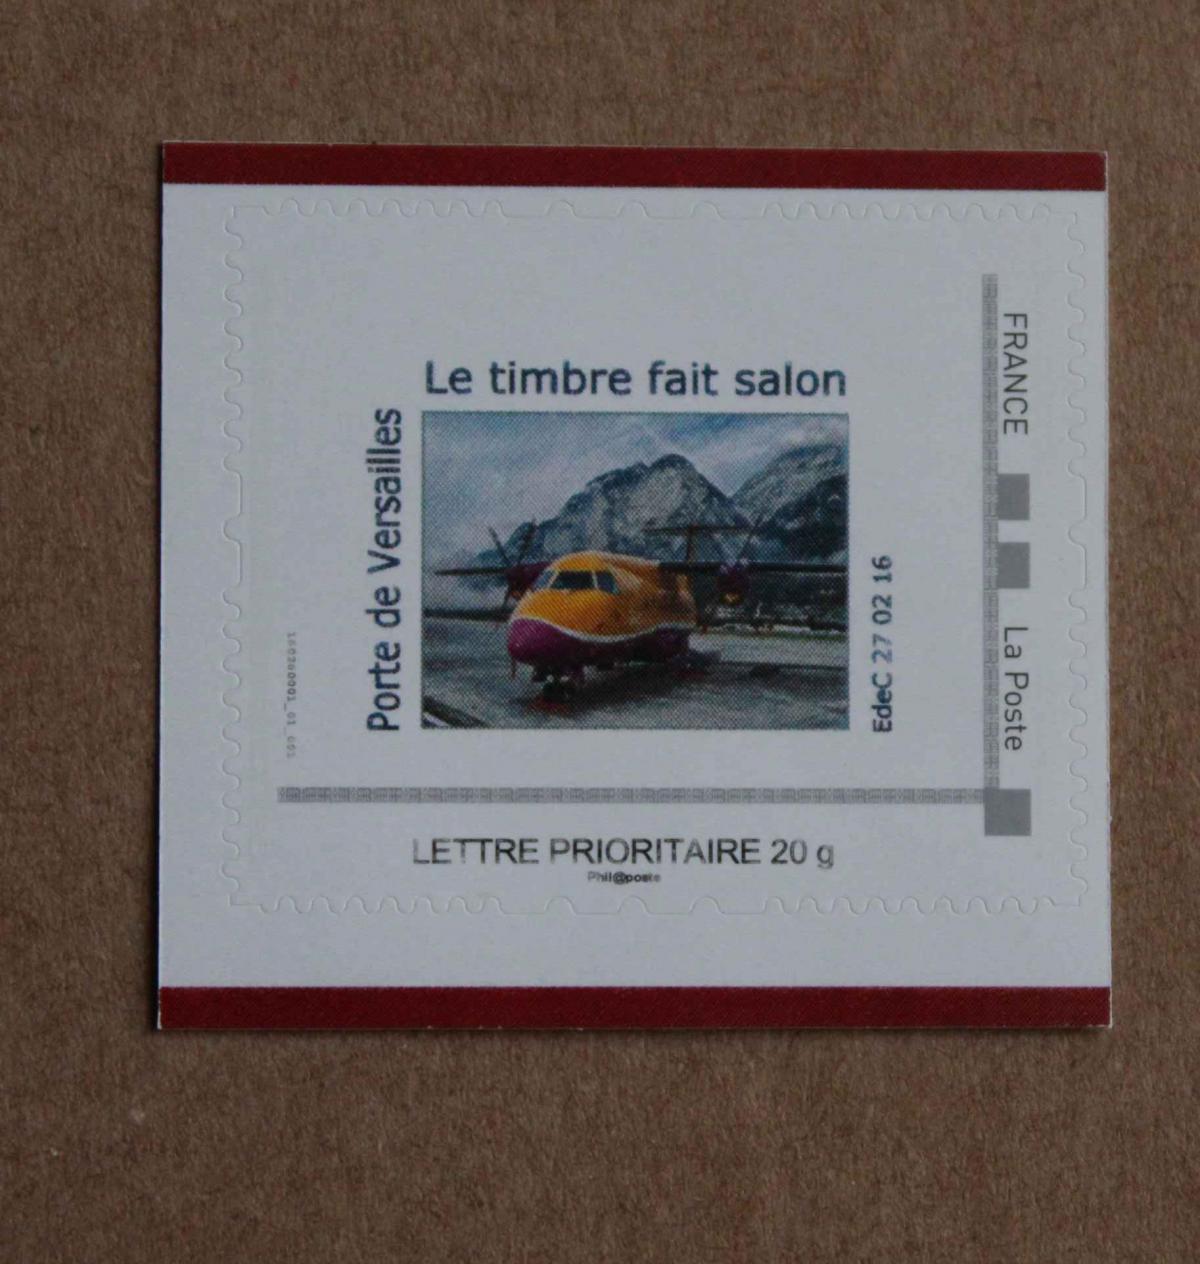 Le timbre fait salon
Porte de Versailles
EdeC 27 02 16
FRANCE
La Poste
LETTRE PRIORITAIRE 20 g
Phil@poste